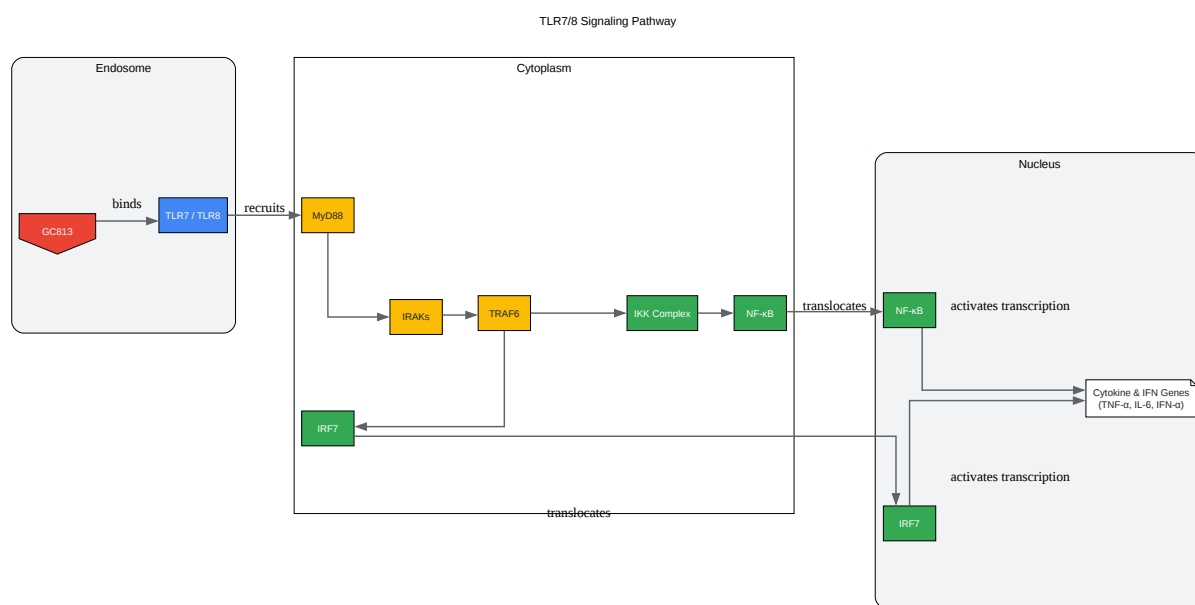 TLR7/8 Signaling Pathway
Endosome
Cytoplasm
Nucleus
binds
GC813
TLR7 / TLR8
recruits
MyD88
IRAKs
TRAF6
IKK Complex
NF-κB
translocates
NF-κB
activates transcription
Cytokine & IFN Genes
(TNF-α, IL-6, IFN-α)
IRF7
activates transcription
translocates
IRF7